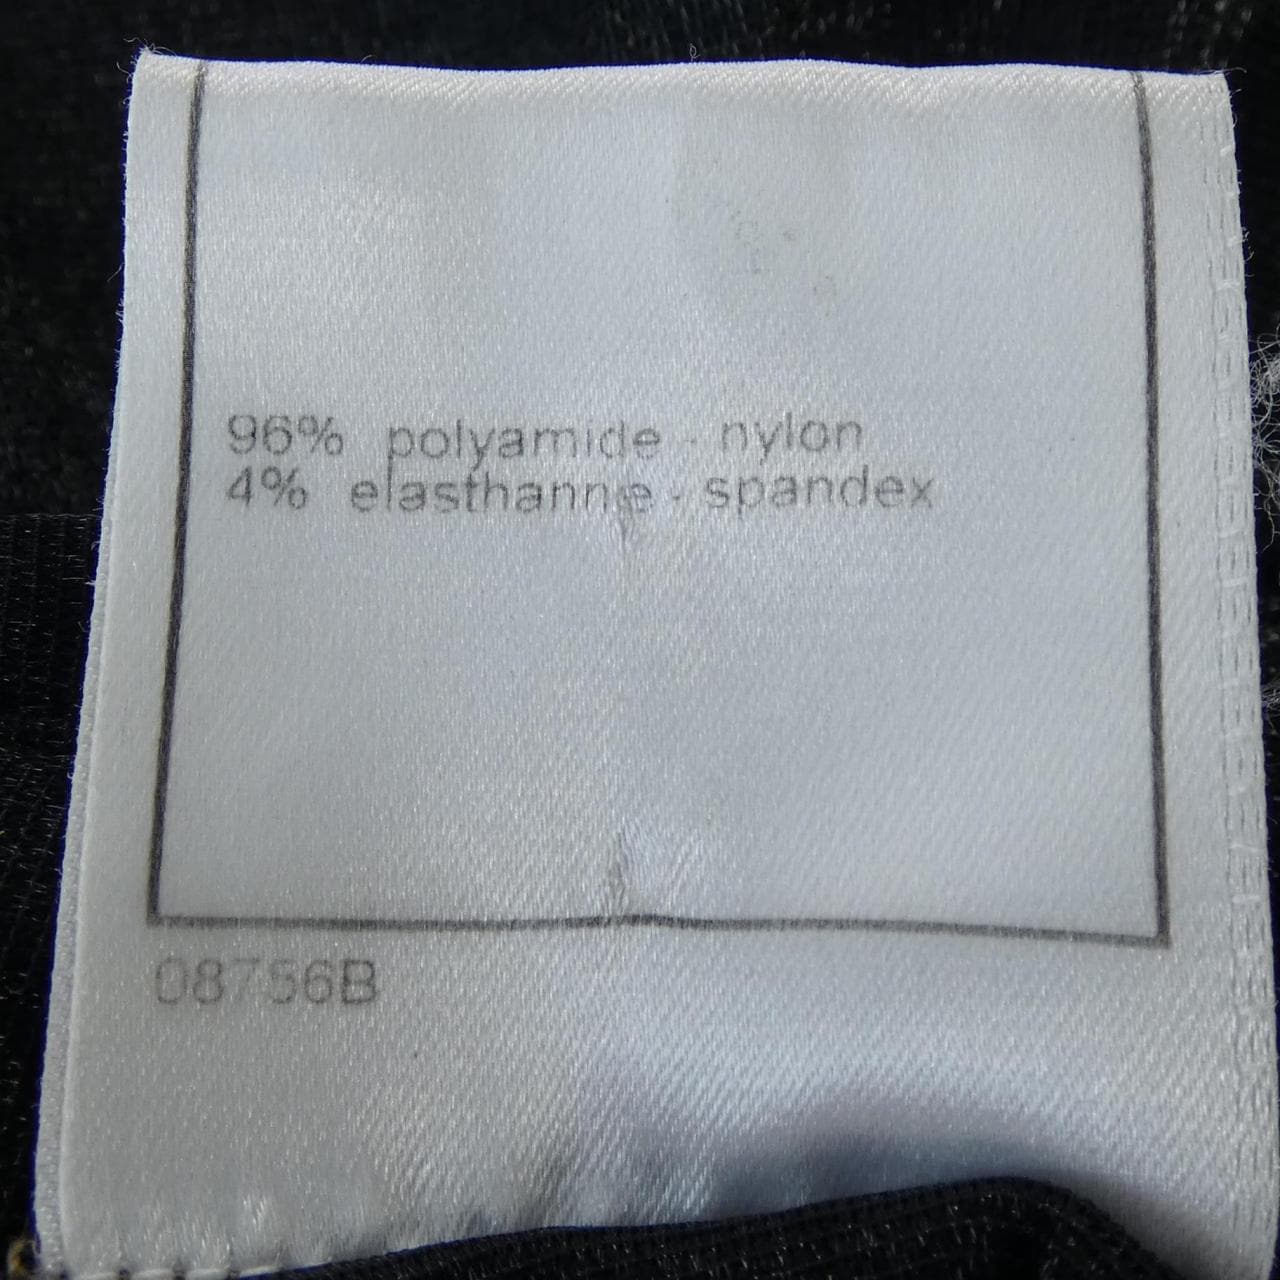 96% polyamide - nylon
4% elasthanne - spandex
08756B